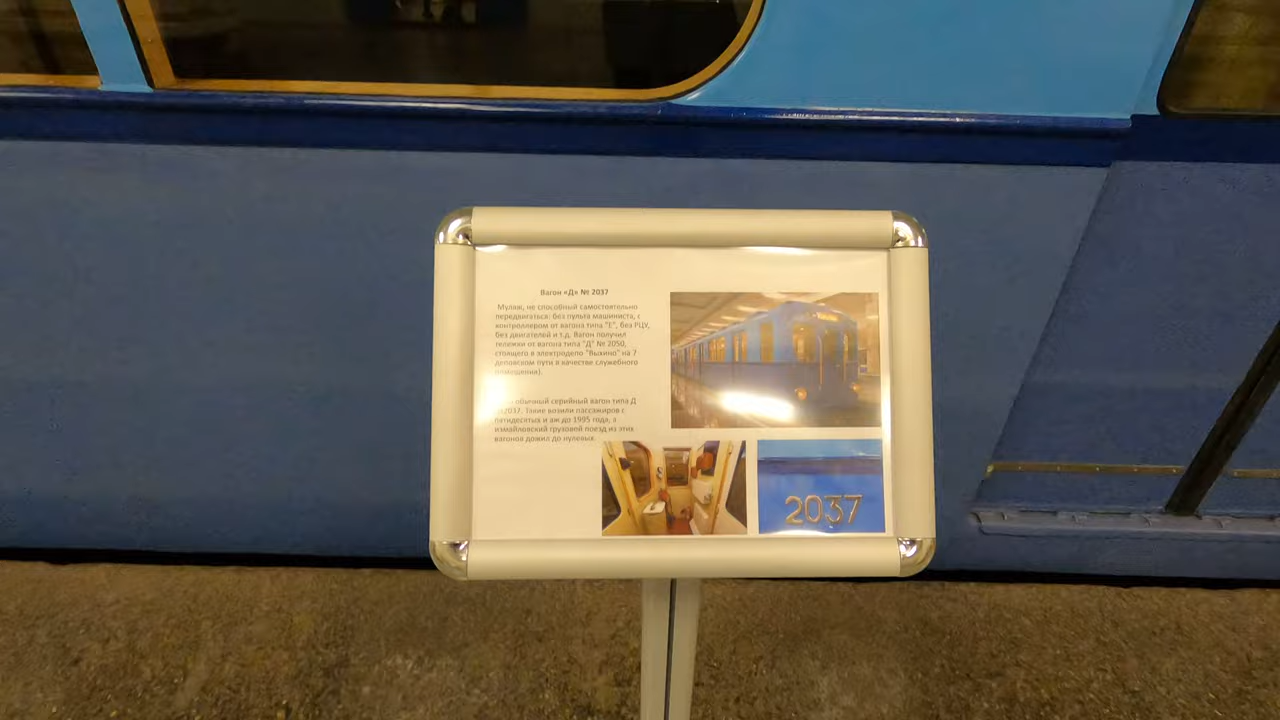 Вагон «Д» № 2037
Муляж, не способный самостоятельно
передвигаться: без пульта машиниста, с
контроллером от вагона типа "Е", без РЦУ,
без двигателей и т.д. Вагон получил
тележки от вагона типа "Д" № 2050,
стоящего в электродепо "Выхино" на 7
деповском пути в качестве служебного
помещения).
обычный серийный вагон типа Д
2037. Такие возили пассажиров с
пятидесятых и аж до 1995 года, а
измайловский грузовой поезд из этих
вагонов дожил до нулевых.
2037